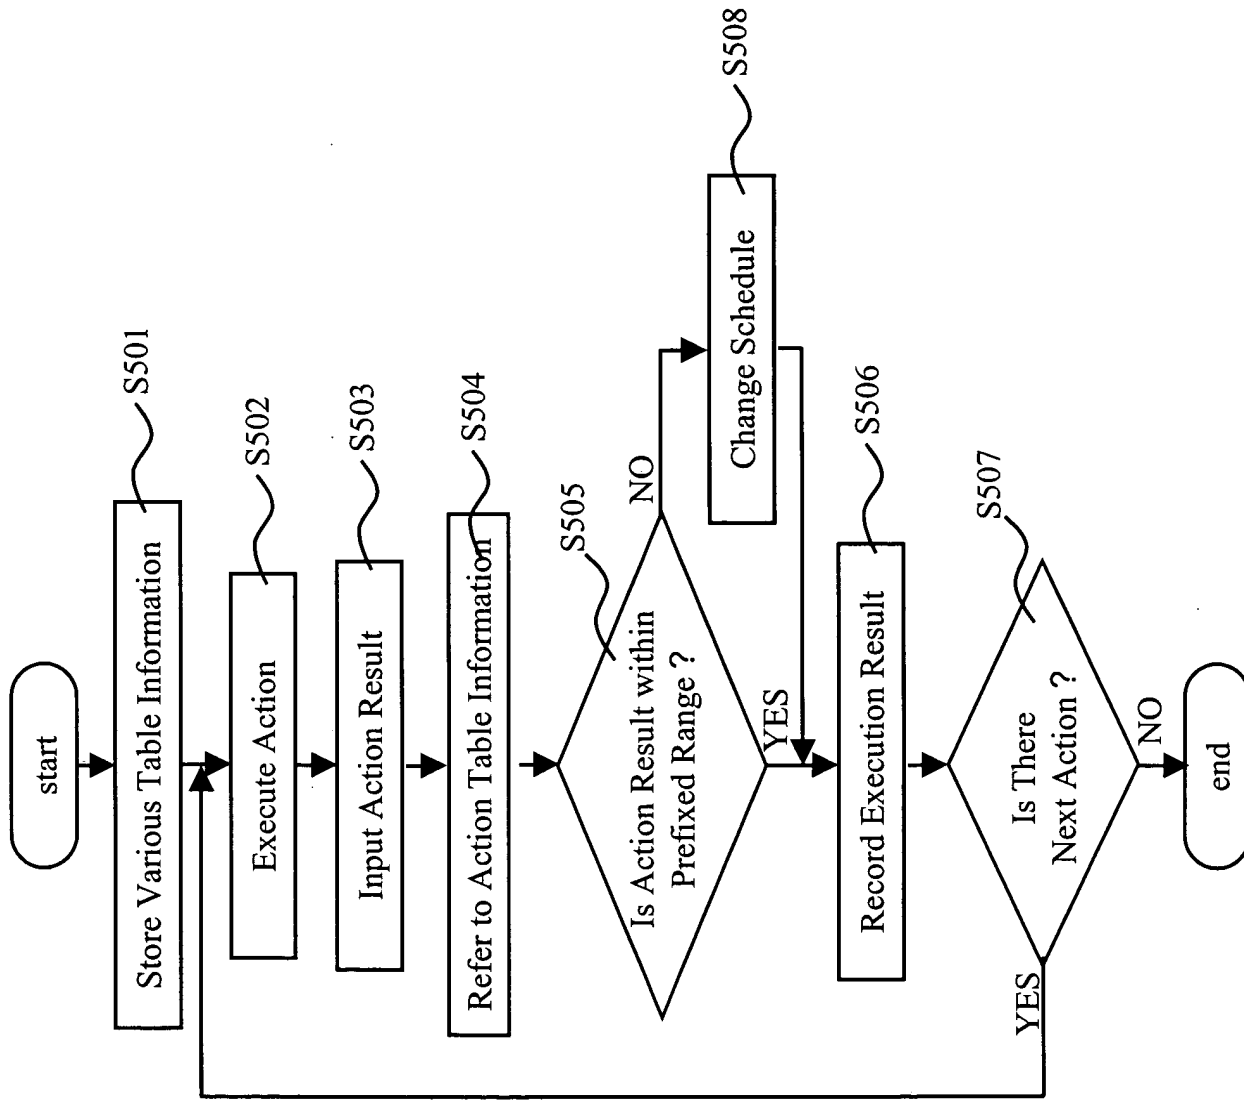 start
Store Various Table Information
S501
Execute Action
S502
Input Action Result
S503
Refer to Action Table Information
S504
Is Action Result within
Prefixed Range ?
S505
NO
YES
Change Schedule
S508
Record Execution Result
S506
Is There
Next Action ?
S507
YES
NO
end